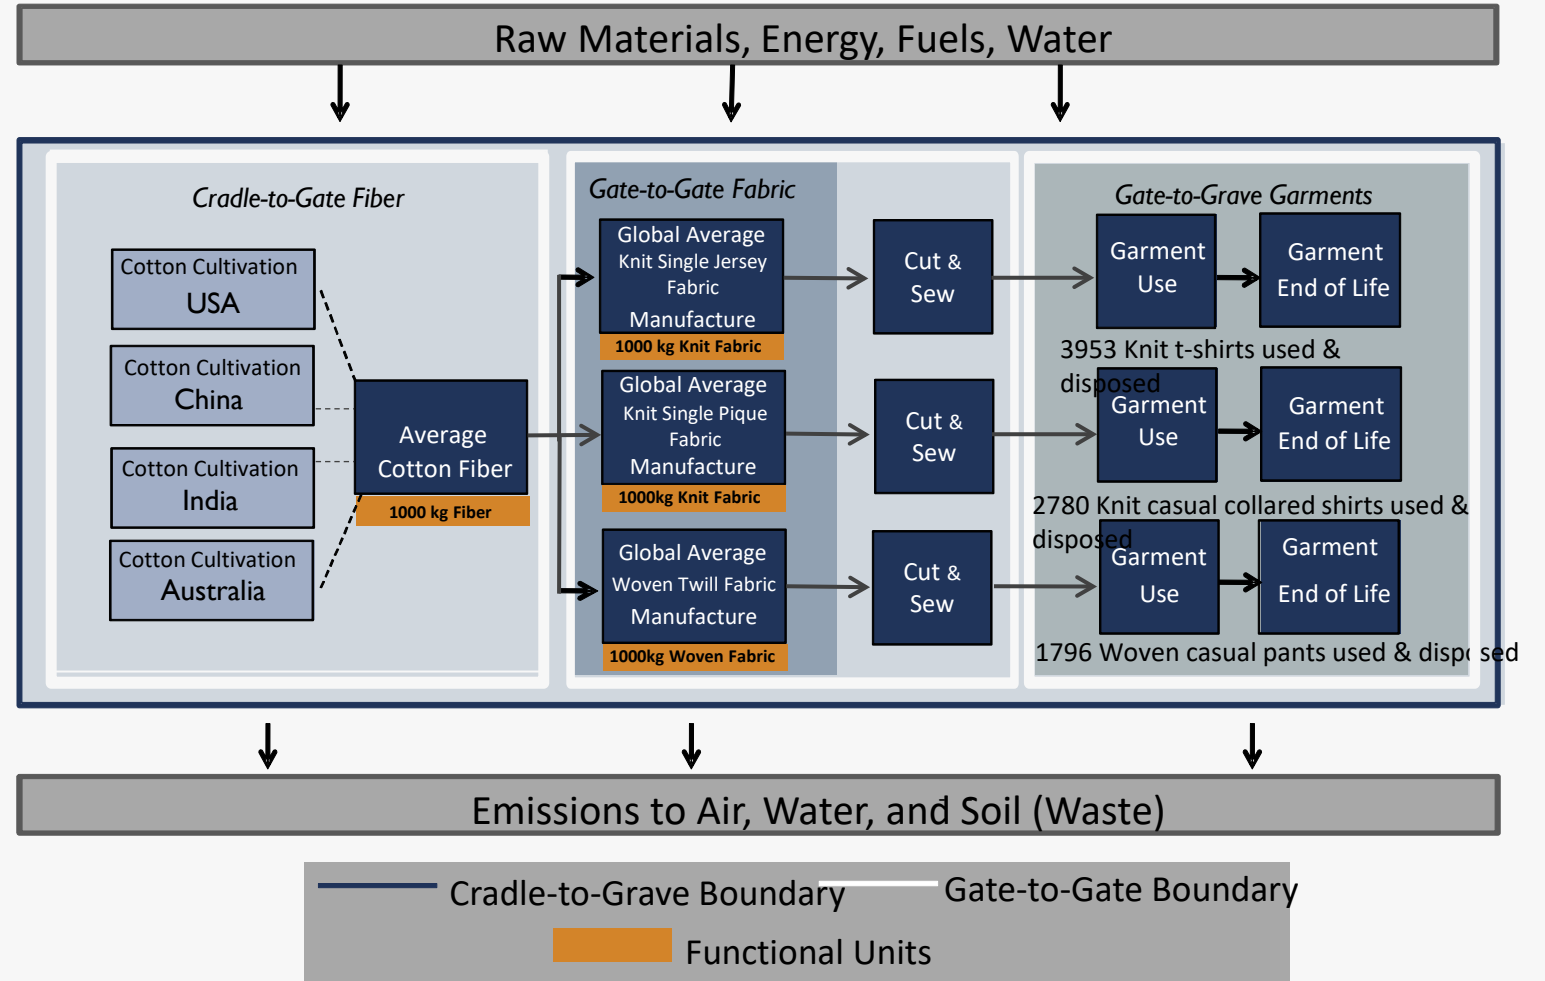 Raw Materials, Energy, Fuels, Water
Cradle-to-Gate Fiber
Cotton Cultivation
USA
Cotton Cultivation
China
Cotton Cultivation
India
Cotton Cultivation
Australia
Average
Cotton Fiber
1000 kg Fiber
Gate-to-Gate Fabric
Global Average
Knit Single Jersey
Fabric
Manufacture
1000 kg Knit Fabric
Global Average
Knit Single Pique
Fabric
Manufacture
1000kg Knit Fabric
Global Average
Woven Twill Fabric
Manufacture
1000kg Woven Fabric
Cut &
Sew
Cut &
Sew
Cut &
Sew
Gate-to-Grave Garments
Garment
Use
Garment
End of Life
3953 Knit t-shirts used &
disposed
Garment
Use
Garment
End of Life
2780 Knit casual collared shirts used &
disposed
Garment
Use
Garment
End of Life
1796 Woven casual pants used & disposed
Emissions to Air, Water, and Soil (Waste)
Cradle-to-Grave Boundary
Gate-to-Gate Boundary
Functional Units